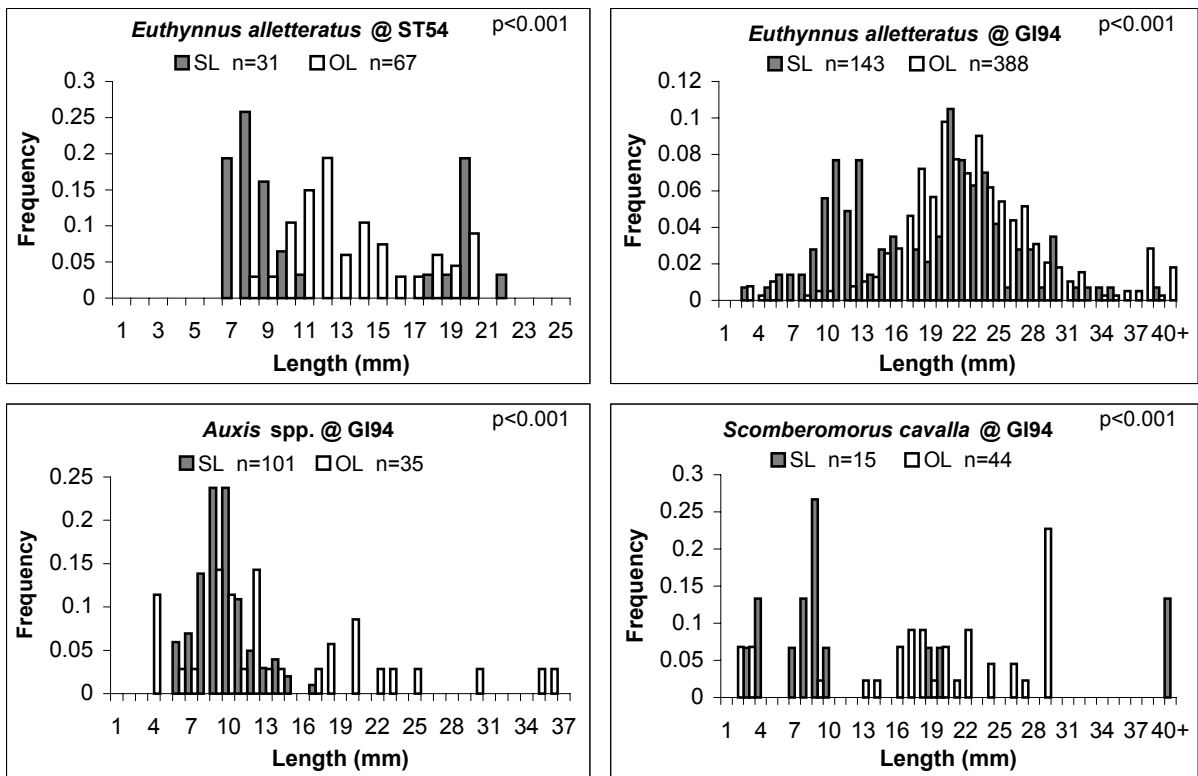 Euthynnus alletteratus @ ST54
p<0.001
SL n=31 OL n=67
0.3
0.25
0.2
0.15
0.1
0.05
0
Frequency
1 3 5 7 9 11 13 15 17 19 21 23 25
Length (mm)
Euthynnus alletteratus @ GI94
p<0.001
SL n=143 OL n=388
0.12
0.1
0.08
0.06
0.04
0.02
0
Frequency
1 4 7 10 13 16 19 22 25 28 31 34 37 40+
Length (mm)
Auxis spp. @ GI94
p<0.001
SL n=101 OL n=35
0.25
0.2
0.15
0.1
0.05
0
Frequency
1 4 7 10 13 16 19 22 25 28 31 34 37
Length (mm)
Scomberomorus cavalla @ GI94
p<0.001
SL n=15 OL n=44
0.3
0.25
0.2
0.15
0.1
0.05
0
Frequency
1 4 7 10 13 16 19 22 25 28 31 34 37 40+
Length (mm)